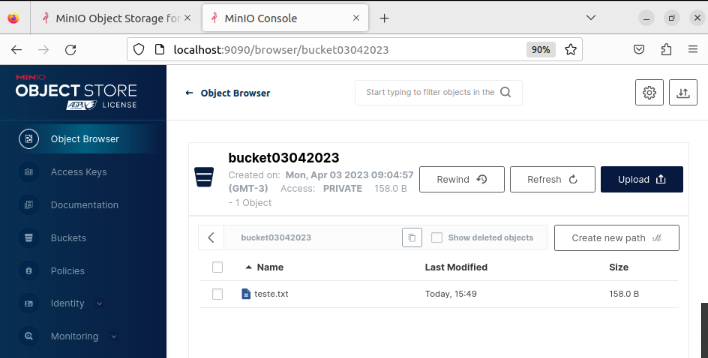 MinIO Object Storage for
MinIO Console
localhost:9090/browser/bucket03042023
90%
MINIO
OBJECT STORE
LICENSE
Object Browser
Start typing to filter objects in the
Object Browser
Access Keys
Documentation
Buckets
Policies
Identity
Monitoring
bucket03042023
Created on: Mon, Apr 03 2023 09:04:57
(GMT-3) Access: PRIVATE 158.0 B
- 1 Object
Rewind
Refresh
Upload
bucket03042023
Show deleted objects
Create new path
Name
Last Modified
Size
teste.txt
Today, 15:49
158.0 B